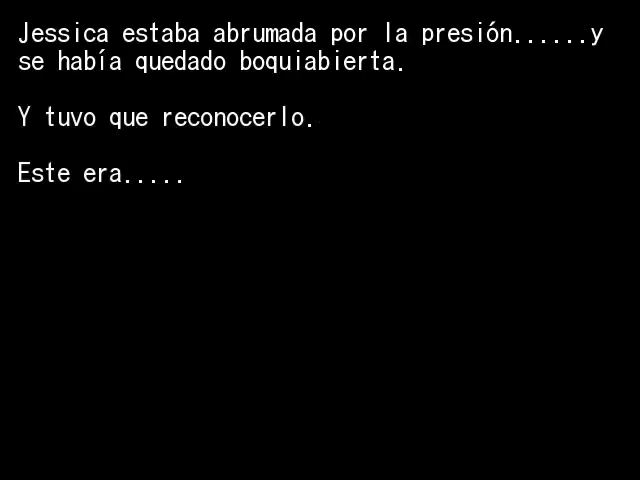 Jessica estaba abrumada por la presión......y
se había quedado boquiabierta.
Y tuvo que reconocerlo.
Este era.....